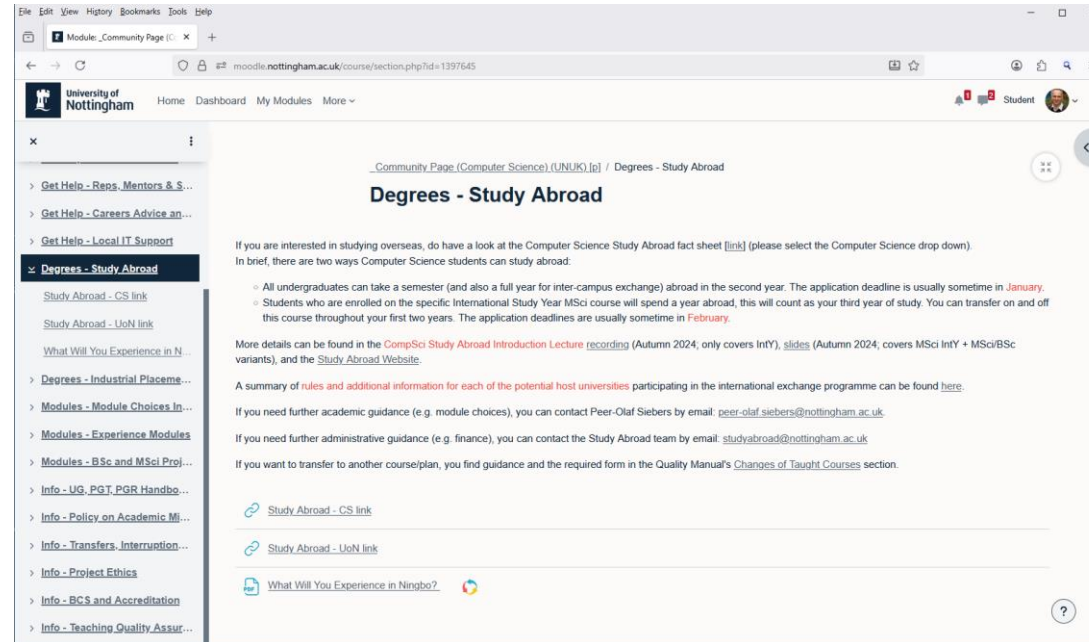 File Edit View History Bookmarks Tools Help
Module: _Community Page (C
moodle.nottingham.ac.uk/course/section.php?id=1397645
University of
Nottingham
Home Dashboard My Modules More
1 2 Student
Get Help - Reps, Mentors & S...
Get Help - Careers Advice an...
Get Help - Local IT Support
Degrees - Study Abroad
Study Abroad - CS link
Study Abroad - UoN link
What Will You Experience in N...
Degrees - Industrial Placeme...
Modules - Module Choices In...
Modules - Experience Modules
Modules - BSc and MSci Proj...
Info - UG, PGT, PGR Handbo...
Info - Policy on Academic Mi...
Info - Transfers, Interruption...
Info - Project Ethics
Info - BCS and Accreditation
Info - Teaching Quality Assur...
_Community Page (Computer Science) (UNUK) [p] / Degrees - Study Abroad
Degrees - Study Abroad
If you are interested in studying overseas, do have a look at the Computer Science Study Abroad fact sheet [link] (please select the Computer Science drop down).
In brief, there are two ways Computer Science students can study abroad:
All undergraduates can take a semester (and also a full year for inter-campus exchange) abroad in the second year. The application deadline is usually sometime in January.
Students who are enrolled on the specific International Study Year MSci course will spend a year abroad, this will count as your third year of study. You can transfer on and off
this course throughout your first two years. The application deadlines are usually sometime in February.
More details can be found in the CompSci Study Abroad Introduction Lecture recording (Autumn 2024; only covers IntY), slides (Autumn 2024; covers MSci IntY + MSci/BSc
variants), and the Study Abroad Website.
A summary of rules and additional information for each of the potential host universities participating in the international exchange programme can be found here.
If you need further academic guidance (e.g. module choices), you can contact Peer-Olaf Siebers by email: peer-olaf.siebers@nottingham.ac.uk.
If you need further administrative guidance (e.g. finance), you can contact the Study Abroad team by email: studyabroad@nottingham.ac.uk
If you want to transfer to another course/plan, you find guidance and the required form in the Quality Manual's Changes of Taught Courses section.
Study Abroad - CS link
Study Abroad - UoN link
PDF What Will You Experience in Ningbo?
?